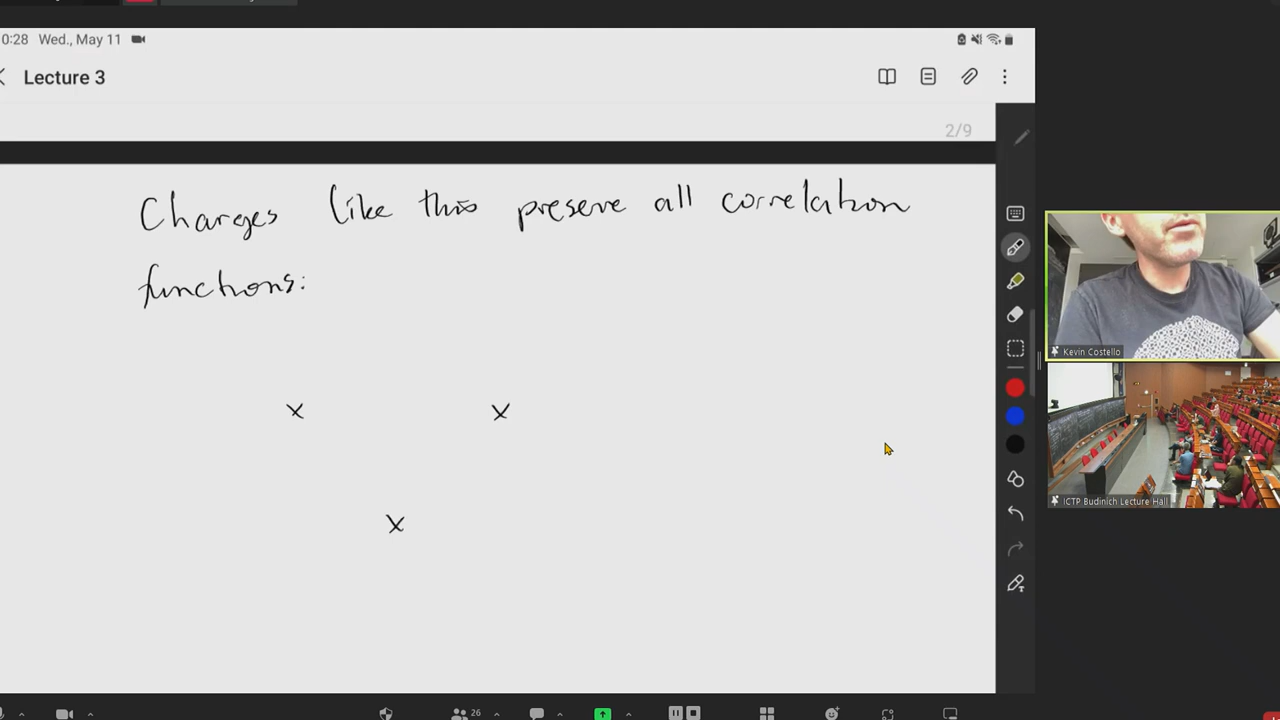 0:28 Wed., May 11
Lecture 3
2/9
Charges like this preserve all correlation
functions:
x x
x
Kevin Costello
ICTP Budinich Lecture Hall
26